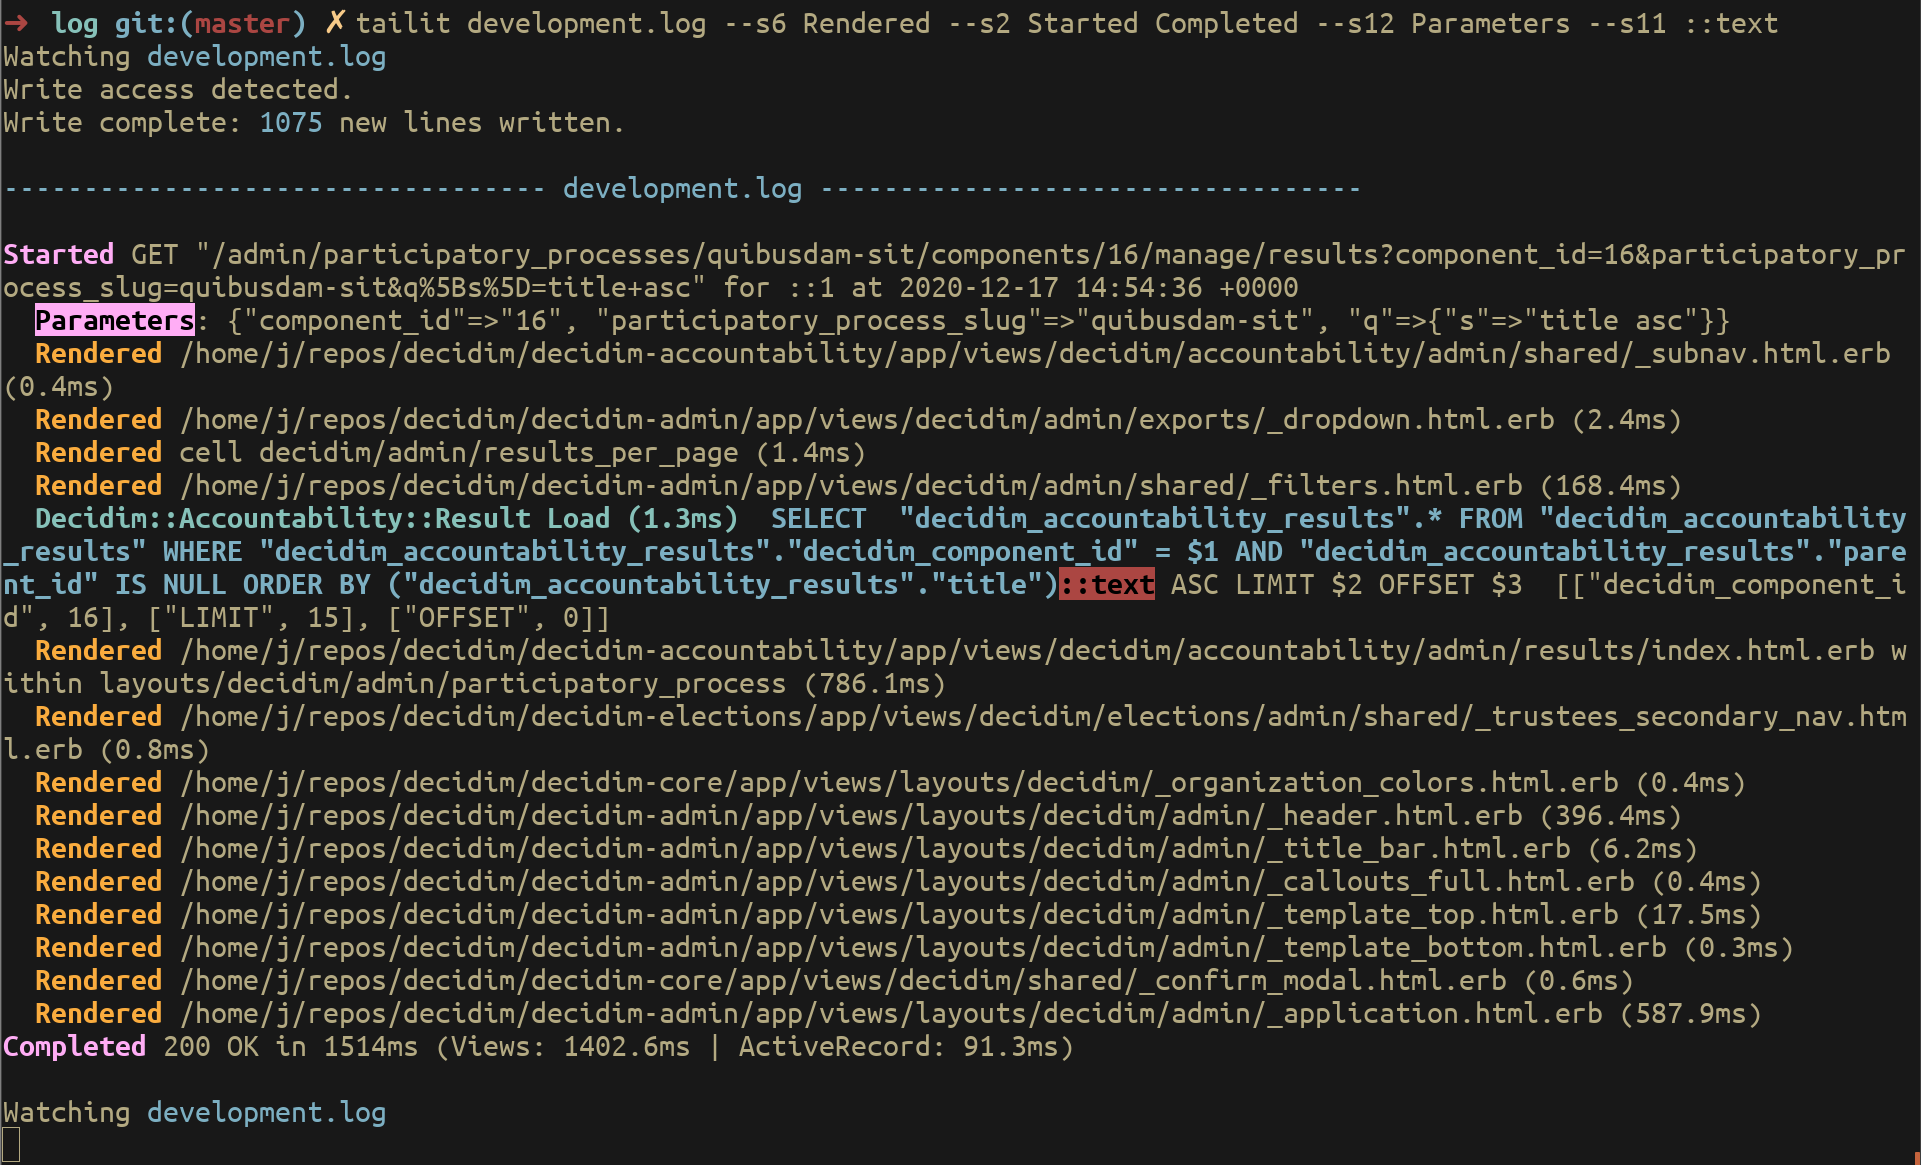 ➜  log git:(master) ✗ tailit development.log --s6 Rendered --s2 Started Completed --s12 Parameters --s11 ::text
Watching development.log
Write access detected.
Write complete: 1075 new lines written.
---------------------------------- development.log ----------------------------------
Started GET "/admin/participatory_processes/quibusdam-sit/components/16/manage/results?component_id=16&participatory_pr
ocess_slug=quibusdam-sit&q%5Bs%5D=title+asc" for ::1 at 2020-12-17 14:54:36 +0000
  Parameters: {"component_id"=>"16", "participatory_process_slug"=>"quibusdam-sit", "q"=>{"s"=>"title asc"}}
  Rendered /home/j/repos/decidim/decidim-accountability/app/views/decidim/accountability/admin/shared/_subnav.html.erb
(0.4ms)
  Rendered /home/j/repos/decidim/decidim-admin/app/views/decidim/admin/exports/_dropdown.html.erb (2.4ms)
  Rendered cell decidim/admin/results_per_page (1.4ms)
  Rendered /home/j/repos/decidim/decidim-admin/app/views/decidim/admin/shared/_filters.html.erb (168.4ms)
  Decidim::Accountability::Result Load (1.3ms)  SELECT  "decidim_accountability_results".* FROM "decidim_accountability
_results" WHERE "decidim_accountability_results"."decidim_component_id" = $1 AND "decidim_accountability_results"."pare
nt_id" IS NULL ORDER BY ("decidim_accountability_results"."title")::text ASC LIMIT $2 OFFSET $3  [["decidim_component_i
d", 16], ["LIMIT", 15], ["OFFSET", 0]]
  Rendered /home/j/repos/decidim/decidim-accountability/app/views/decidim/accountability/admin/results/index.html.erb w
ithin layouts/decidim/admin/participatory_process (786.1ms)
  Rendered /home/j/repos/decidim/decidim-elections/app/views/decidim/elections/admin/shared/_trustees_secondary_nav.htm
l.erb (0.8ms)
  Rendered /home/j/repos/decidim/decidim-core/app/views/layouts/decidim/_organization_colors.html.erb (0.4ms)
  Rendered /home/j/repos/decidim/decidim-admin/app/views/layouts/decidim/admin/_header.html.erb (396.4ms)
  Rendered /home/j/repos/decidim/decidim-admin/app/views/layouts/decidim/admin/_title_bar.html.erb (6.2ms)
  Rendered /home/j/repos/decidim/decidim-admin/app/views/layouts/decidim/admin/_callouts_full.html.erb (0.4ms)
  Rendered /home/j/repos/decidim/decidim-admin/app/views/layouts/decidim/admin/_template_top.html.erb (17.5ms)
  Rendered /home/j/repos/decidim/decidim-admin/app/views/layouts/decidim/admin/_template_bottom.html.erb (0.3ms)
  Rendered /home/j/repos/decidim/decidim-core/app/views/decidim/shared/_confirm_modal.html.erb (0.6ms)
  Rendered /home/j/repos/decidim/decidim-admin/app/views/layouts/decidim/admin/_application.html.erb (587.9ms)
Completed 200 OK in 1514ms (Views: 1402.6ms | ActiveRecord: 91.3ms)
Watching development.log